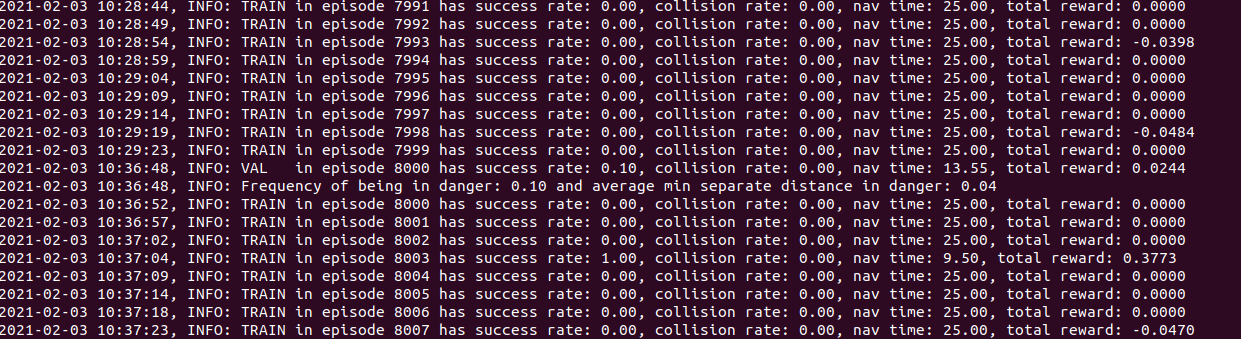 2021-02-03 10:28:44, INFO: TRAIN in episode 7991 has success rate: 0.00, collision rate: 0.00, nav time: 25.00, total reward: 0.0000
2021-02-03 10:28:49, INFO: TRAIN in episode 7992 has success rate: 0.00, collision rate: 0.00, nav time: 25.00, total reward: 0.0000
2021-02-03 10:28:54, INFO: TRAIN in episode 7993 has success rate: 0.00, collision rate: 0.00, nav time: 25.00, total reward: -0.0398
2021-02-03 10:28:59, INFO: TRAIN in episode 7994 has success rate: 0.00, collision rate: 0.00, nav time: 25.00, total reward: 0.0000
2021-02-03 10:29:04, INFO: TRAIN in episode 7995 has success rate: 0.00, collision rate: 0.00, nav time: 25.00, total reward: 0.0000
2021-02-03 10:29:09, INFO: TRAIN in episode 7996 has success rate: 0.00, collision rate: 0.00, nav time: 25.00, total reward: 0.0000
2021-02-03 10:29:14, INFO: TRAIN in episode 7997 has success rate: 0.00, collision rate: 0.00, nav time: 25.00, total reward: 0.0000
2021-02-03 10:29:19, INFO: TRAIN in episode 7998 has success rate: 0.00, collision rate: 0.00, nav time: 25.00, total reward: -0.0484
2021-02-03 10:29:23, INFO: TRAIN in episode 7999 has success rate: 0.00, collision rate: 0.00, nav time: 25.00, total reward: 0.0000
2021-02-03 10:36:48, INFO: VAL   in episode 8000 has success rate: 0.10, collision rate: 0.00, nav time: 13.55, total reward: 0.0244
2021-02-03 10:36:48, INFO: Frequency of being in danger: 0.10 and average min separate distance in danger: 0.04
2021-02-03 10:36:52, INFO: TRAIN in episode 8000 has success rate: 0.00, collision rate: 0.00, nav time: 25.00, total reward: 0.0000
2021-02-03 10:36:57, INFO: TRAIN in episode 8001 has success rate: 0.00, collision rate: 0.00, nav time: 25.00, total reward: 0.0000
2021-02-03 10:37:02, INFO: TRAIN in episode 8002 has success rate: 0.00, collision rate: 0.00, nav time: 25.00, total reward: 0.0000
2021-02-03 10:37:04, INFO: TRAIN in episode 8003 has success rate: 1.00, collision rate: 0.00, nav time: 9.50, total reward: 0.3773
2021-02-03 10:37:09, INFO: TRAIN in episode 8004 has success rate: 0.00, collision rate: 0.00, nav time: 25.00, total reward: 0.0000
2021-02-03 10:37:14, INFO: TRAIN in episode 8005 has success rate: 0.00, collision rate: 0.00, nav time: 25.00, total reward: 0.0000
2021-02-03 10:37:18, INFO: TRAIN in episode 8006 has success rate: 0.00, collision rate: 0.00, nav time: 25.00, total reward: 0.0000
2021-02-03 10:37:23, INFO: TRAIN in episode 8007 has success rate: 0.00, collision rate: 0.00, nav time: 25.00, total reward: -0.0470